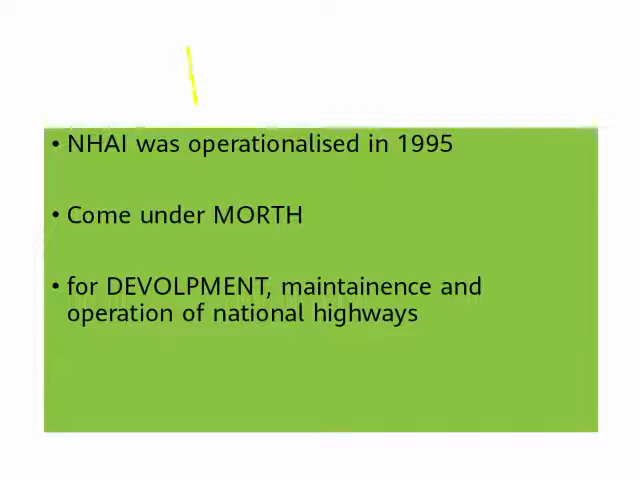 • NHAI was operationalised in 1995
• Come under MORTH
• for DEVOLPMENT, maintainence and
operation of national highways